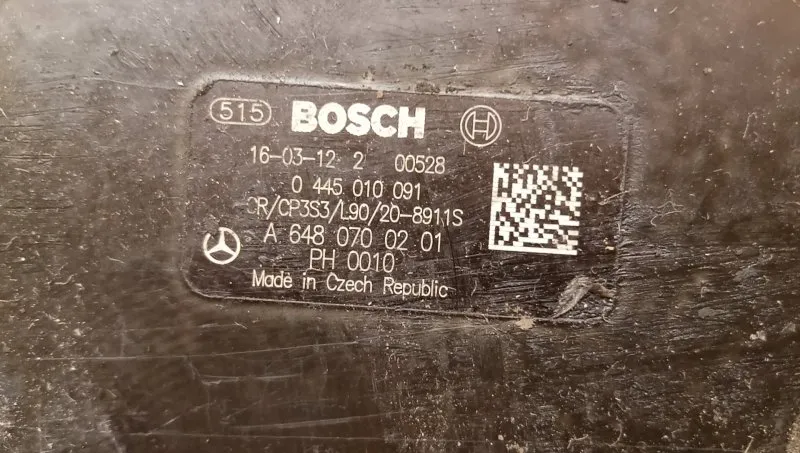 515 BOSCH
16-03-12 2 00528
0 445 010 091
CR/CP3S3/L90/20-8911S
A 648 070 02 01
PH 0010
Made in Czech Republic